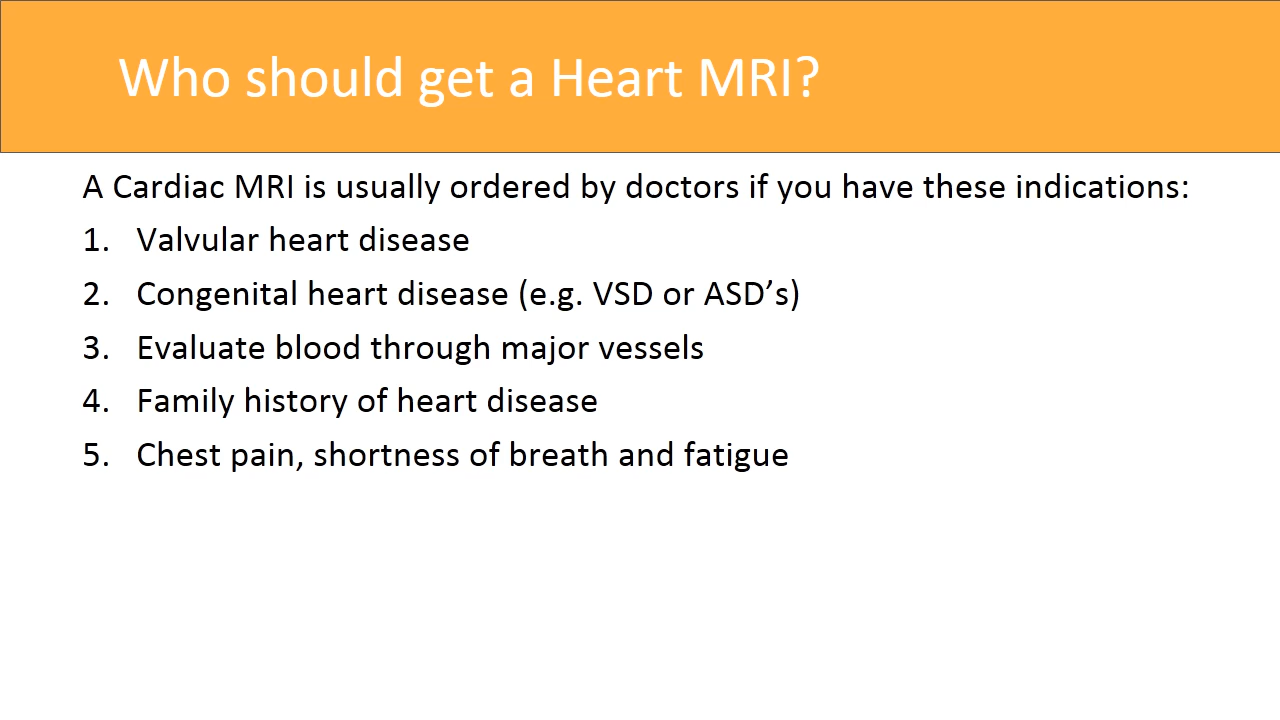 Who should get a Heart MRI?
A Cardiac MRI is usually ordered by doctors if you have these indications:
1. Valvular heart disease
2. Congenital heart disease (e.g. VSD or ASD’s)
3. Evaluate blood through major vessels
4. Family history of heart disease
5. Chest pain, shortness of breath and fatigue